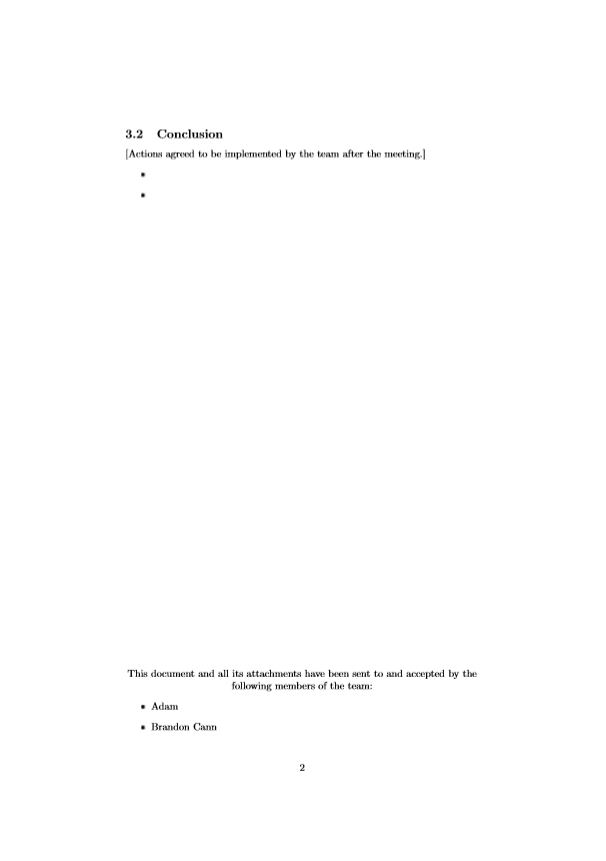 3.2 Conclusion
[Actions agreed to be implemented by the team after the meeting.]
•
•
This document and all its attachments have been sent to and accepted by the
following members of the team:
• Adam
• Brandon Cann
2